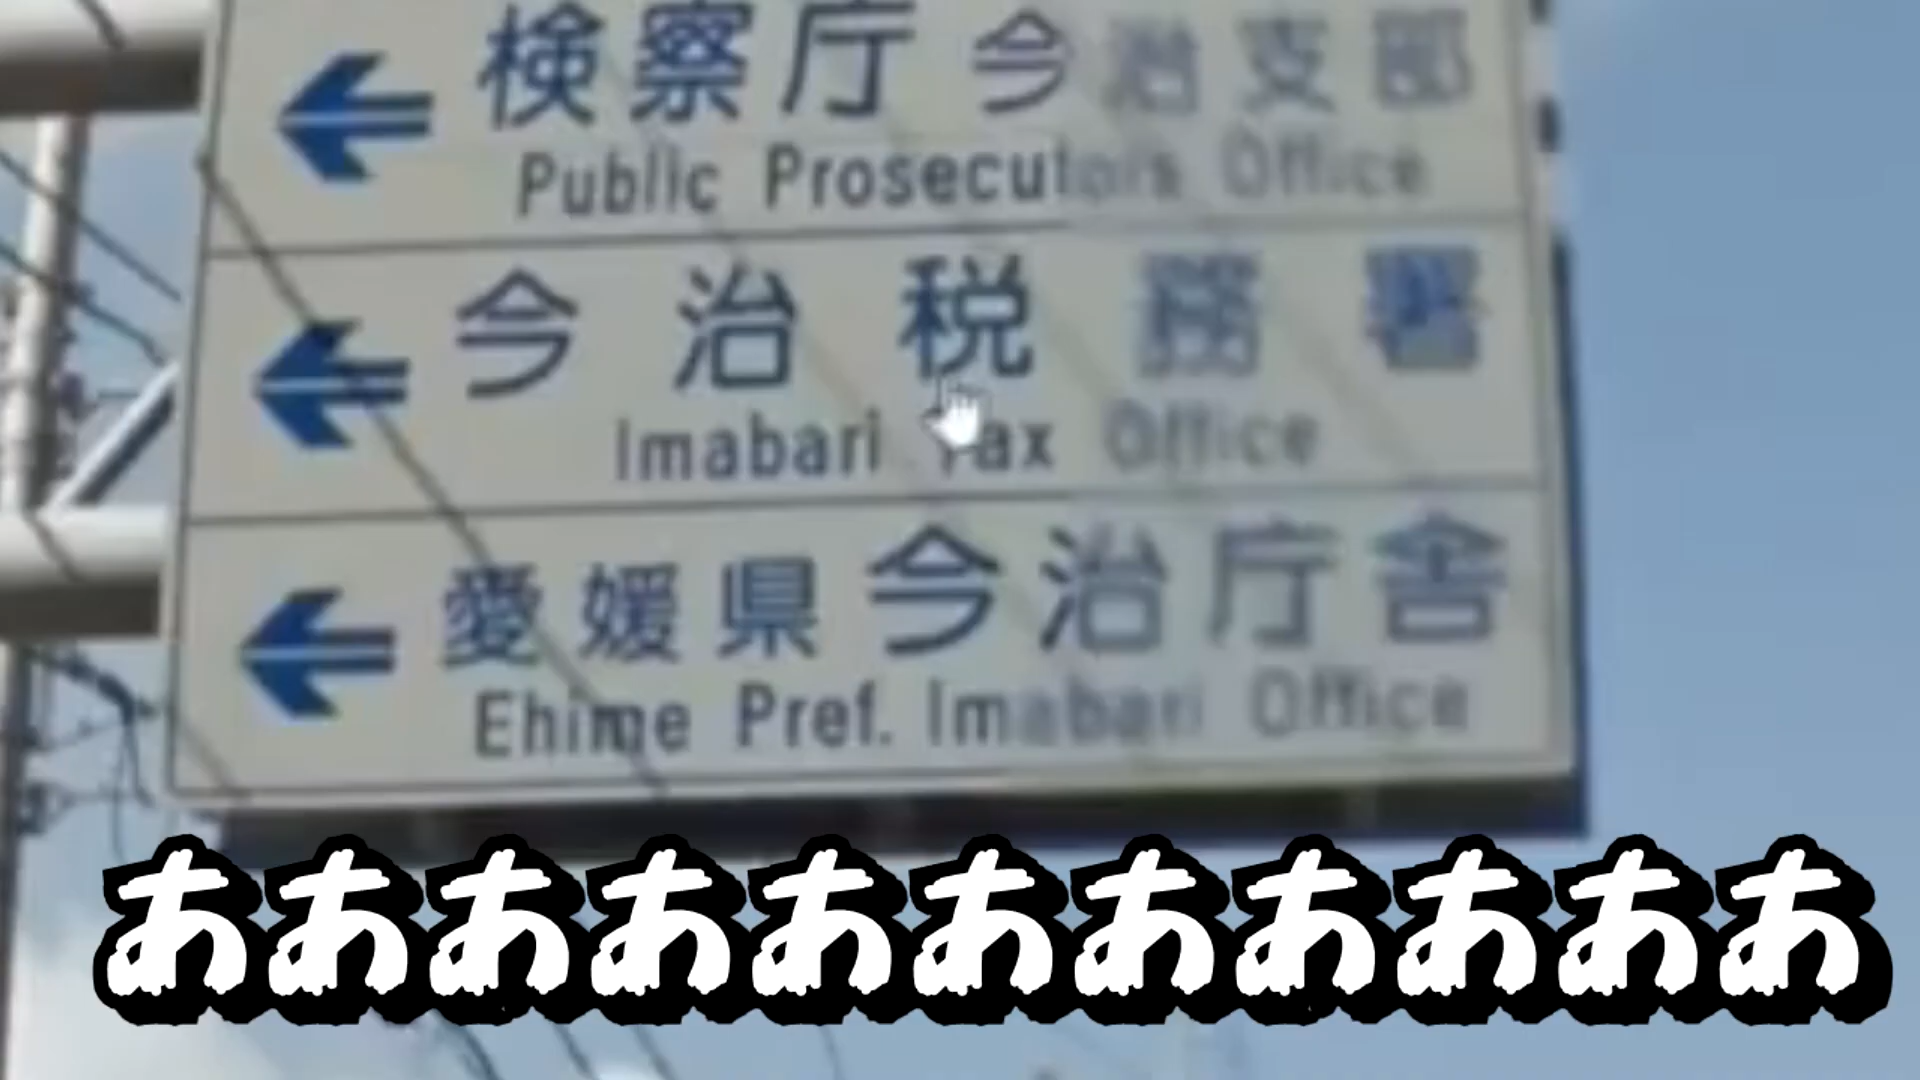 検察庁 今治支部
Public Prosecutors Office
今治税務署
Imabari Tax Office
愛媛県今治庁舎
Ehime Pref. Imabari Office
あああああああああああ